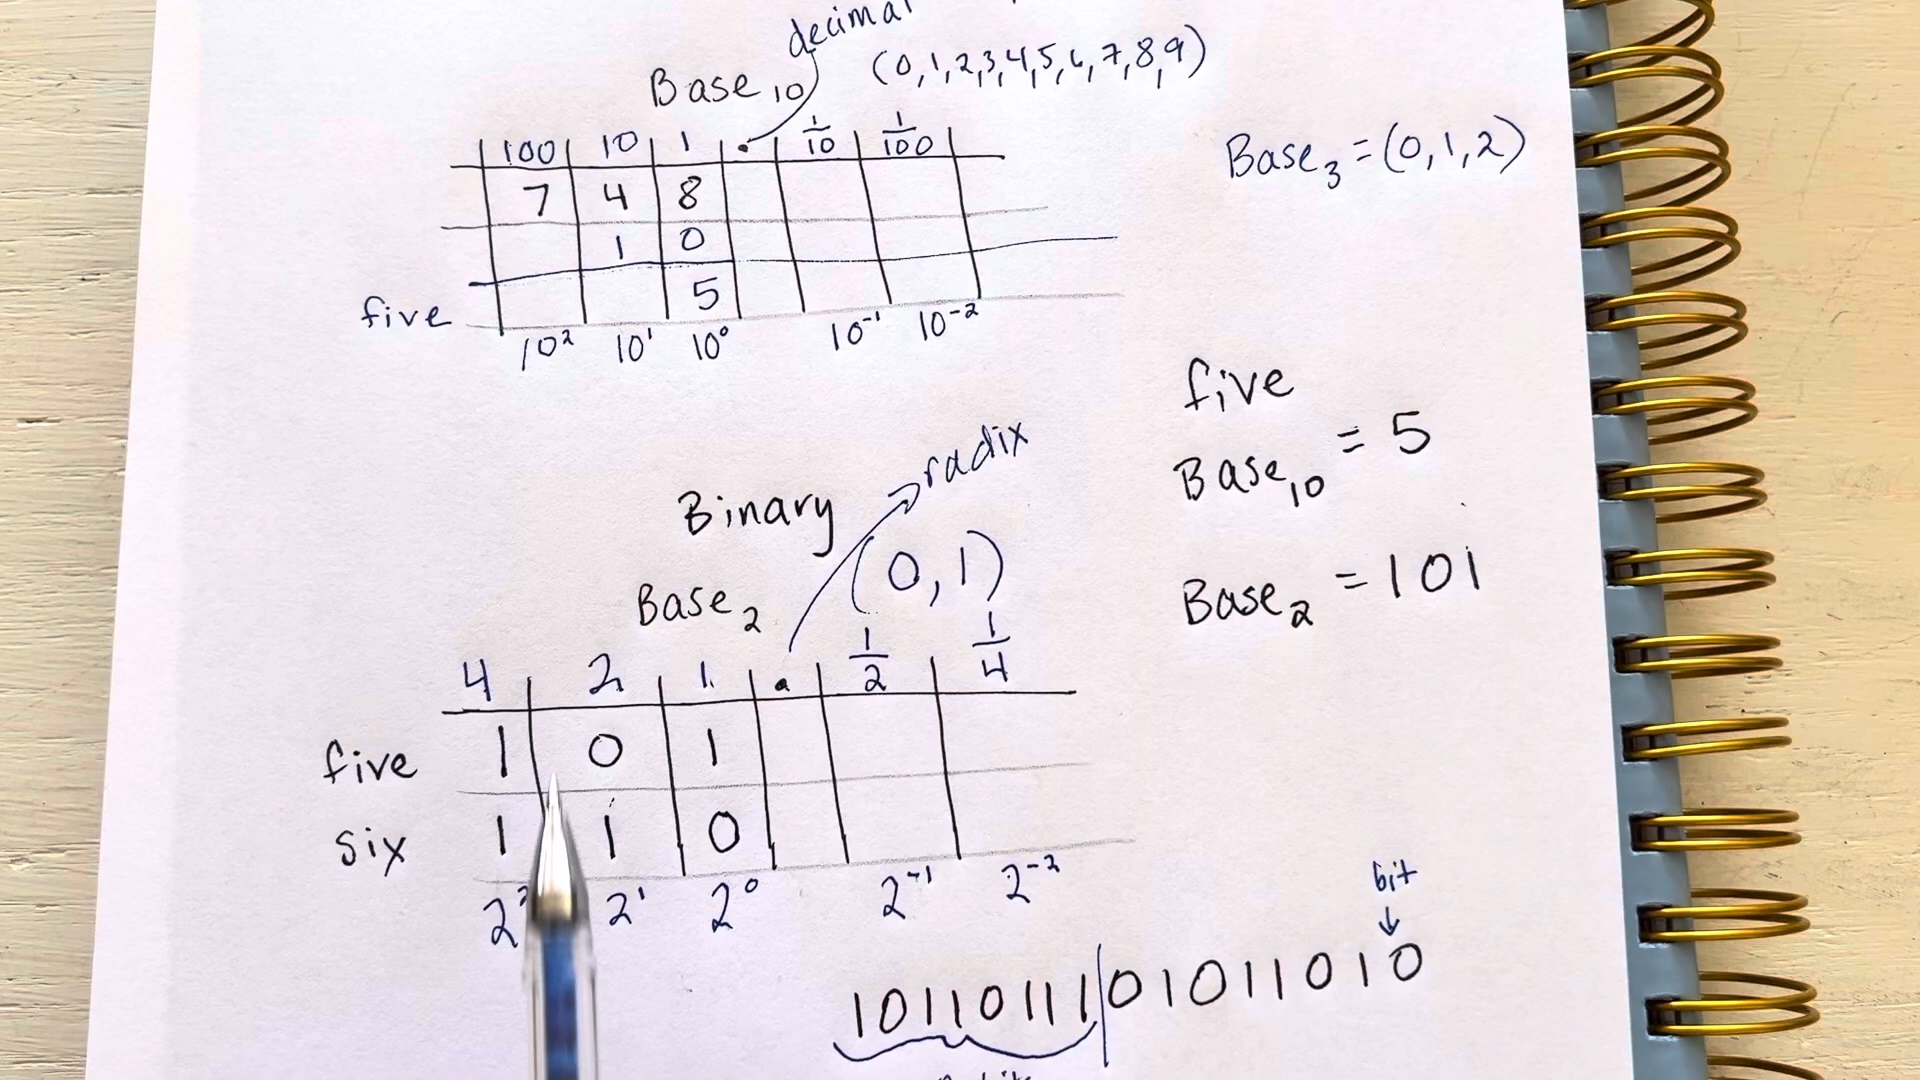 decimal
Base10 (0,1,2,3,4,5,6,7,8,9)
100 10 1 . 1/10 1/100
7 4 8
1 0
five 5
10² 10¹ 10⁰ 10⁻¹ 10⁻²
Base3 = (0,1,2)
five
Base10 = 5
Base2 = 101
radix
Binary
(0,1)
Base2
4 2 1 . 1/2 1/4
five 1 0 1
six 1 1 0
2² 2¹ 2⁰ 2⁻¹ 2⁻²
bit
↓
10110111|01011010